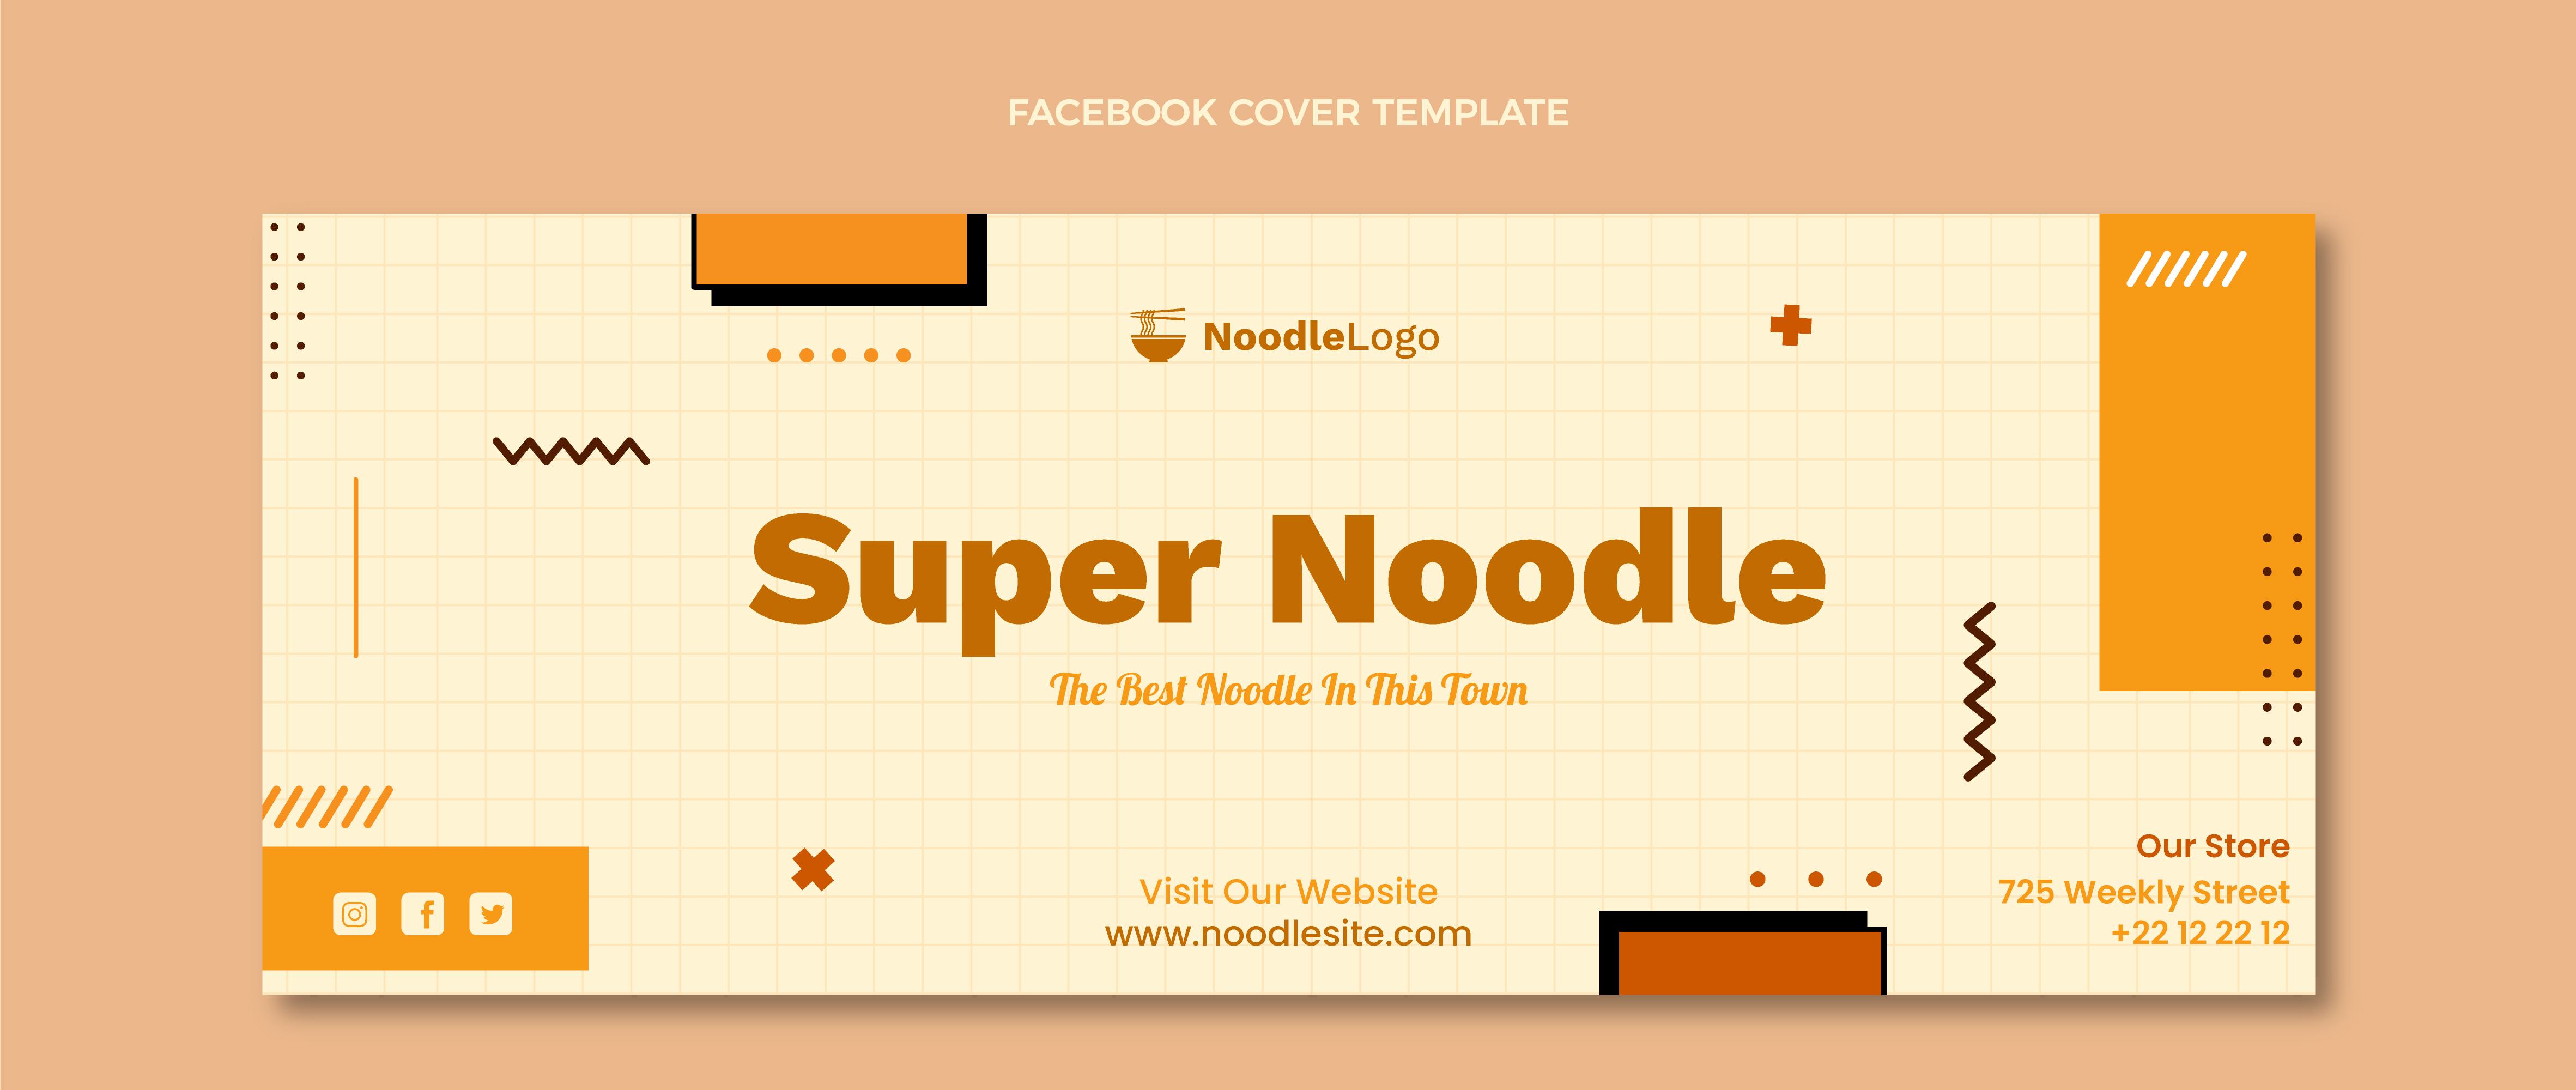 FACEBOOK COVER TEMPLATE
NoodleLogo
Super Noodle
The Best Noodle In This Town
Visit Our Website
www.noodlesite.com
Our Store
725 Weekly Street
+22 12 22 12